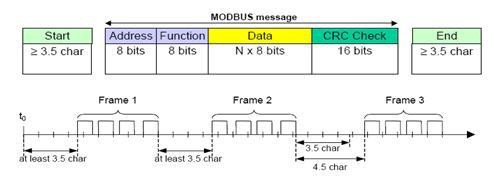 MODBUS message
Start Address Function Data CRC Check End
≥ 3.5 char 8 bits 8 bits N x 8 bits 16 bits ≥ 3.5 char
Frame 1 Frame 2 Frame 3
t0
at least 3.5 char at least 3.5 char 3.5 char
4.5 char